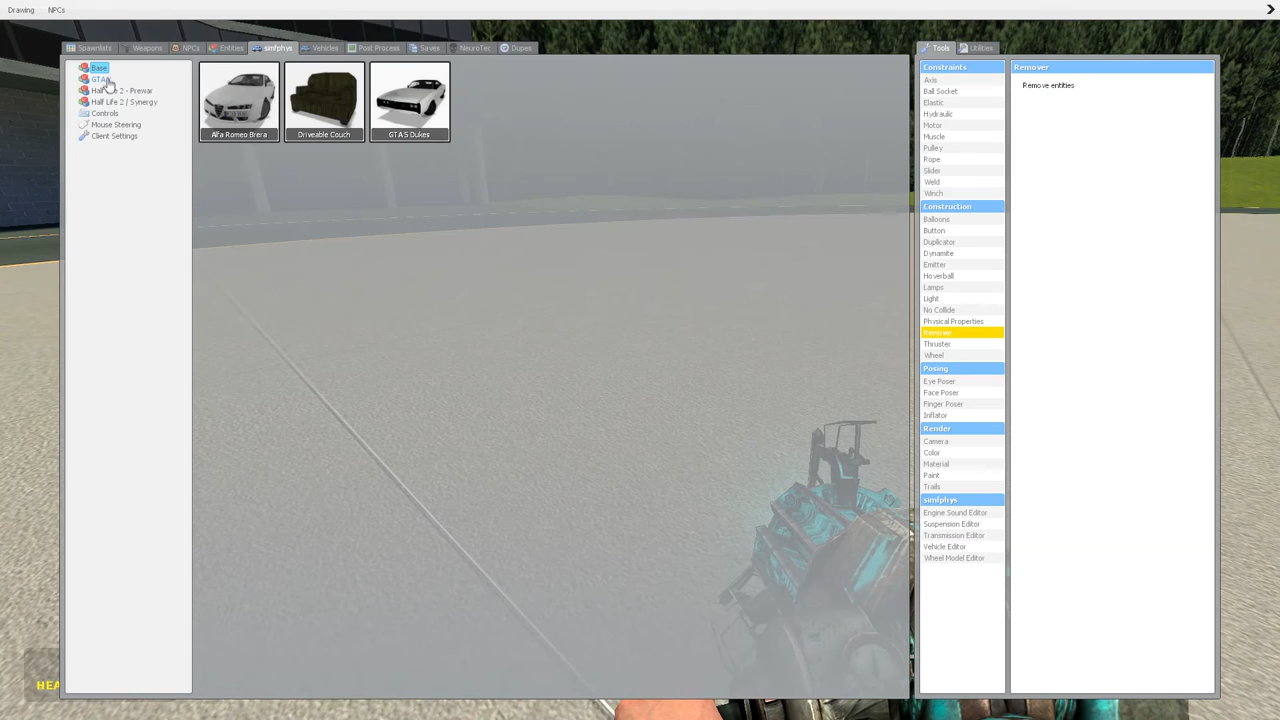 Drawing NPCs
Spawnlists Weapons NPCs Entities simfphys Vehicles Post Process Saves NeuroTec Dupes
Base
Half Life 2 - Prewar
Half Life 2 / Synergy
Controls
Mouse Steering
Client Settings
Alfa Romeo Brera
Driveable Couch
GTA 5 Dukes
Tools Utilities
Constraints
Axis
Ball Socket
Elastic
Hydraulic
Motor
Muscle
Pulley
Rope
Slider
Weld
Winch
Construction
Balloons
Button
Duplicator
Dynamite
Emitter
Hoverball
Lamps
Light
No Collide
Physical Properties
Remover
Thruster
Wheel
Posing
Eye Poser
Face Poser
Finger Poser
Inflator
Render
Camera
Color
Material
Paint
Trails
simfphys
Engine Sound Editor
Suspension Editor
Transmission Editor
Vehicle Editor
Wheel Model Editor
Remover
Remove entities